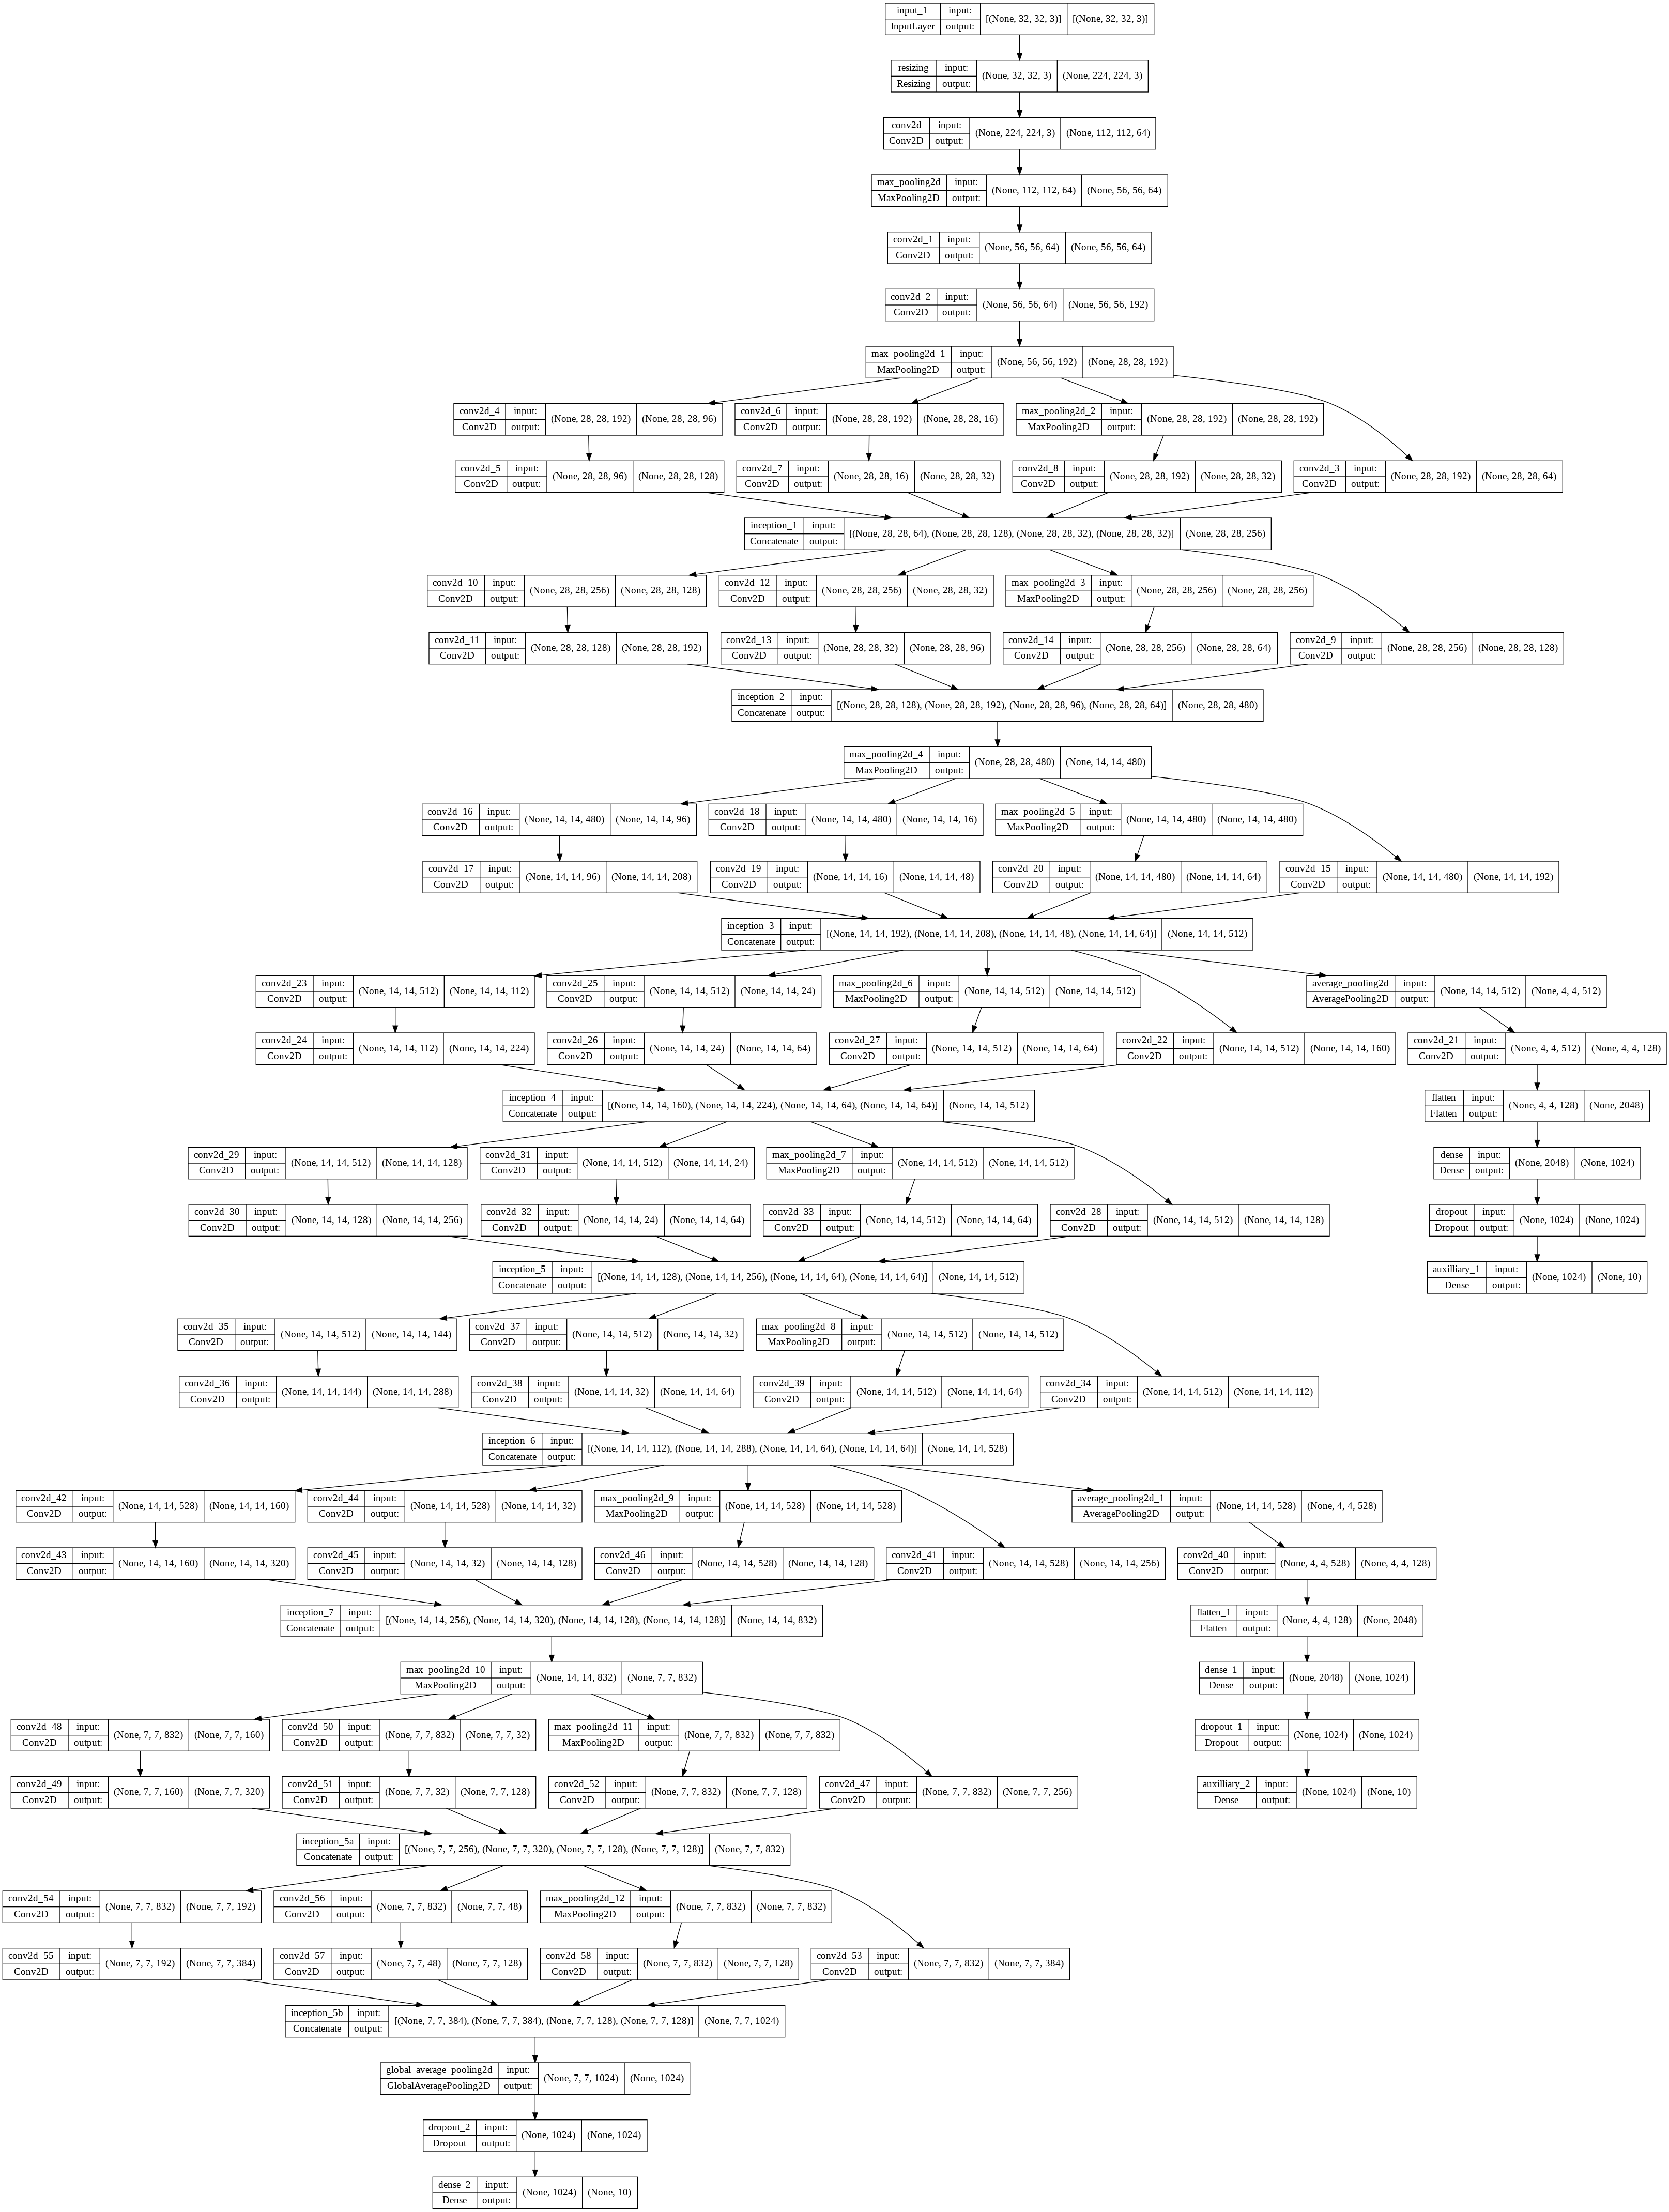 input_1 input: [(None, 32, 32, 3)] [(None, 32, 32, 3)]
InputLayer output:
resizing input: (None, 32, 32, 3) (None, 224, 224, 3)
Resizing output:
conv2d input: (None, 224, 224, 3) (None, 112, 112, 64)
Conv2D output:
max_pooling2d input: (None, 112, 112, 64) (None, 56, 56, 64)
MaxPooling2D output:
conv2d_1 input: (None, 56, 56, 64) (None, 56, 56, 64)
Conv2D output:
conv2d_2 input: (None, 56, 56, 64) (None, 56, 56, 192)
Conv2D output:
max_pooling2d_1 input: (None, 56, 56, 192) (None, 28, 28, 192)
MaxPooling2D output:
conv2d_4 input: (None, 28, 28, 192) (None, 28, 28, 96)
Conv2D output:
conv2d_6 input: (None, 28, 28, 192) (None, 28, 28, 16)
Conv2D output:
max_pooling2d_2 input: (None, 28, 28, 192) (None, 28, 28, 192)
MaxPooling2D output:
conv2d_5 input: (None, 28, 28, 96) (None, 28, 28, 128)
Conv2D output:
conv2d_7 input: (None, 28, 28, 16) (None, 28, 28, 32)
Conv2D output:
conv2d_8 input: (None, 28, 28, 192) (None, 28, 28, 32)
Conv2D output:
conv2d_3 input: (None, 28, 28, 192) (None, 28, 28, 64)
Conv2D output:
inception_1 input: [(None, 28, 28, 64), (None, 28, 28, 128), (None, 28, 28, 32), (None, 28, 28, 32)] (None, 28, 28, 256)
Concatenate output:
conv2d_10 input: (None, 28, 28, 256) (None, 28, 28, 128)
Conv2D output:
conv2d_12 input: (None, 28, 28, 256) (None, 28, 28, 32)
Conv2D output:
max_pooling2d_3 input: (None, 28, 28, 256) (None, 28, 28, 256)
MaxPooling2D output:
conv2d_11 input: (None, 28, 28, 128) (None, 28, 28, 192)
Conv2D output:
conv2d_13 input: (None, 28, 28, 32) (None, 28, 28, 96)
Conv2D output:
conv2d_14 input: (None, 28, 28, 256) (None, 28, 28, 64)
Conv2D output:
conv2d_9 input: (None, 28, 28, 256) (None, 28, 28, 128)
Conv2D output:
inception_2 input: [(None, 28, 28, 128), (None, 28, 28, 192), (None, 28, 28, 96), (None, 28, 28, 64)] (None, 28, 28, 480)
Concatenate output:
max_pooling2d_4 input: (None, 28, 28, 480) (None, 14, 14, 480)
MaxPooling2D output:
conv2d_16 input: (None, 14, 14, 480) (None, 14, 14, 96)
Conv2D output:
conv2d_18 input: (None, 14, 14, 480) (None, 14, 14, 16)
Conv2D output:
max_pooling2d_5 input: (None, 14, 14, 480) (None, 14, 14, 480)
MaxPooling2D output:
conv2d_17 input: (None, 14, 14, 96) (None, 14, 14, 208)
Conv2D output:
conv2d_19 input: (None, 14, 14, 16) (None, 14, 14, 48)
Conv2D output:
conv2d_20 input: (None, 14, 14, 480) (None, 14, 14, 64)
Conv2D output:
conv2d_15 input: (None, 14, 14, 480) (None, 14, 14, 192)
Conv2D output:
inception_3 input: [(None, 14, 14, 192), (None, 14, 14, 208), (None, 14, 14, 48), (None, 14, 14, 64)] (None, 14, 14, 512)
Concatenate output:
conv2d_23 input: (None, 14, 14, 512) (None, 14, 14, 112)
Conv2D output:
conv2d_25 input: (None, 14, 14, 512) (None, 14, 14, 24)
Conv2D output:
max_pooling2d_6 input: (None, 14, 14, 512) (None, 14, 14, 512)
MaxPooling2D output:
average_pooling2d input: (None, 14, 14, 512) (None, 4, 4, 512)
AveragePooling2D output:
conv2d_24 input: (None, 14, 14, 112) (None, 14, 14, 224)
Conv2D output:
conv2d_26 input: (None, 14, 14, 24) (None, 14, 14, 64)
Conv2D output:
conv2d_27 input: (None, 14, 14, 512) (None, 14, 14, 64)
Conv2D output:
conv2d_22 input: (None, 14, 14, 512) (None, 14, 14, 160)
Conv2D output:
conv2d_21 input: (None, 4, 4, 512) (None, 4, 4, 128)
Conv2D output:
inception_4 input: [(None, 14, 14, 160), (None, 14, 14, 224), (None, 14, 14, 64), (None, 14, 14, 64)] (None, 14, 14, 512)
Concatenate output:
flatten input: (None, 4, 4, 128) (None, 2048)
Flatten output:
conv2d_29 input: (None, 14, 14, 512) (None, 14, 14, 128)
Conv2D output:
conv2d_31 input: (None, 14, 14, 512) (None, 14, 14, 24)
Conv2D output:
max_pooling2d_7 input: (None, 14, 14, 512) (None, 14, 14, 512)
MaxPooling2D output:
dense input: (None, 2048) (None, 1024)
Dense output:
conv2d_30 input: (None, 14, 14, 128) (None, 14, 14, 256)
Conv2D output:
conv2d_32 input: (None, 14, 14, 24) (None, 14, 14, 64)
Conv2D output:
conv2d_33 input: (None, 14, 14, 512) (None, 14, 14, 64)
Conv2D output:
conv2d_28 input: (None, 14, 14, 512) (None, 14, 14, 128)
Conv2D output:
dropout input: (None, 1024) (None, 1024)
Dropout output:
inception_5 input: [(None, 14, 14, 128), (None, 14, 14, 256), (None, 14, 14, 64), (None, 14, 14, 64)] (None, 14, 14, 512)
Concatenate output:
auxilliary_1 input: (None, 1024) (None, 10)
Dense output:
conv2d_35 input: (None, 14, 14, 512) (None, 14, 14, 144)
Conv2D output:
conv2d_37 input: (None, 14, 14, 512) (None, 14, 14, 32)
Conv2D output:
max_pooling2d_8 input: (None, 14, 14, 512) (None, 14, 14, 512)
MaxPooling2D output:
conv2d_36 input: (None, 14, 14, 144) (None, 14, 14, 288)
Conv2D output:
conv2d_38 input: (None, 14, 14, 32) (None, 14, 14, 64)
Conv2D output:
conv2d_39 input: (None, 14, 14, 512) (None, 14, 14, 64)
Conv2D output:
conv2d_34 input: (None, 14, 14, 512) (None, 14, 14, 112)
Conv2D output:
inception_6 input: [(None, 14, 14, 112), (None, 14, 14, 288), (None, 14, 14, 64), (None, 14, 14, 64)] (None, 14, 14, 528)
Concatenate output:
conv2d_42 input: (None, 14, 14, 528) (None, 14, 14, 160)
Conv2D output:
conv2d_44 input: (None, 14, 14, 528) (None, 14, 14, 32)
Conv2D output:
max_pooling2d_9 input: (None, 14, 14, 528) (None, 14, 14, 528)
MaxPooling2D output:
average_pooling2d_1 input: (None, 14, 14, 528) (None, 4, 4, 528)
AveragePooling2D output:
conv2d_43 input: (None, 14, 14, 160) (None, 14, 14, 320)
Conv2D output:
conv2d_45 input: (None, 14, 14, 32) (None, 14, 14, 128)
Conv2D output:
conv2d_46 input: (None, 14, 14, 528) (None, 14, 14, 128)
Conv2D output:
conv2d_41 input: (None, 14, 14, 528) (None, 14, 14, 256)
Conv2D output:
conv2d_40 input: (None, 4, 4, 528) (None, 4, 4, 128)
Conv2D output:
inception_7 input: [(None, 14, 14, 256), (None, 14, 14, 320), (None, 14, 14, 128), (None, 14, 14, 128)] (None, 14, 14, 832)
Concatenate output:
flatten_1 input: (None, 4, 4, 128) (None, 2048)
Flatten output:
max_pooling2d_10 input: (None, 14, 14, 832) (None, 7, 7, 832)
MaxPooling2D output:
dense_1 input: (None, 2048) (None, 1024)
Dense output:
conv2d_48 input: (None, 7, 7, 832) (None, 7, 7, 160)
Conv2D output:
conv2d_50 input: (None, 7, 7, 832) (None, 7, 7, 32)
Conv2D output:
max_pooling2d_11 input: (None, 7, 7, 832) (None, 7, 7, 832)
MaxPooling2D output:
dropout_1 input: (None, 1024) (None, 1024)
Dropout output:
conv2d_49 input: (None, 7, 7, 160) (None, 7, 7, 320)
Conv2D output:
conv2d_51 input: (None, 7, 7, 32) (None, 7, 7, 128)
Conv2D output:
conv2d_52 input: (None, 7, 7, 832) (None, 7, 7, 128)
Conv2D output:
conv2d_47 input: (None, 7, 7, 832) (None, 7, 7, 256)
Conv2D output:
auxilliary_2 input: (None, 1024) (None, 10)
Dense output:
inception_5a input: [(None, 7, 7, 256), (None, 7, 7, 320), (None, 7, 7, 128), (None, 7, 7, 128)] (None, 7, 7, 832)
Concatenate output:
conv2d_54 input: (None, 7, 7, 832) (None, 7, 7, 192)
Conv2D output:
conv2d_56 input: (None, 7, 7, 832) (None, 7, 7, 48)
Conv2D output:
max_pooling2d_12 input: (None, 7, 7, 832) (None, 7, 7, 832)
MaxPooling2D output:
conv2d_55 input: (None, 7, 7, 192) (None, 7, 7, 384)
Conv2D output:
conv2d_57 input: (None, 7, 7, 48) (None, 7, 7, 128)
Conv2D output:
conv2d_58 input: (None, 7, 7, 832) (None, 7, 7, 128)
Conv2D output:
conv2d_53 input: (None, 7, 7, 832) (None, 7, 7, 384)
Conv2D output:
inception_5b input: [(None, 7, 7, 384), (None, 7, 7, 384), (None, 7, 7, 128), (None, 7, 7, 128)] (None, 7, 7, 1024)
Concatenate output:
global_average_pooling2d input: (None, 7, 7, 1024) (None, 1024)
GlobalAveragePooling2D output:
dropout_2 input: (None, 1024) (None, 1024)
Dropout output:
dense_2 input: (None, 1024) (None, 10)
Dense output: